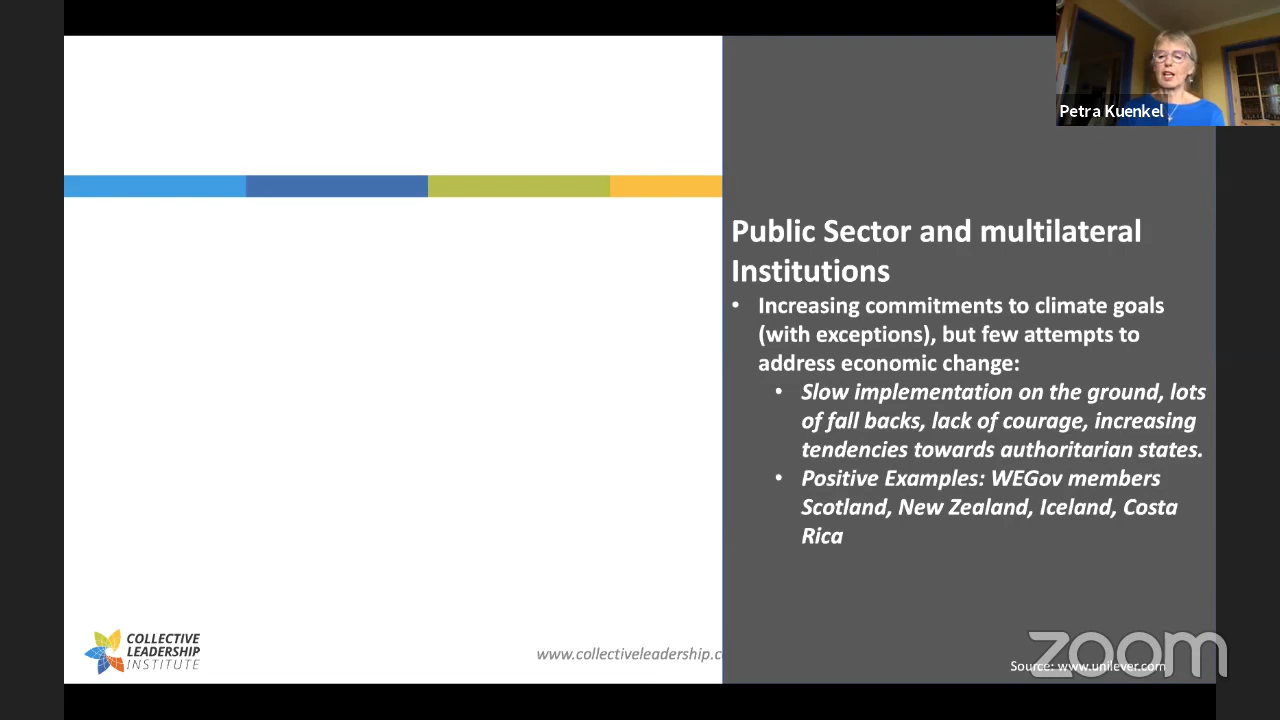 Petra Kuenkel
Public Sector and multilateral
Institutions
• Increasing commitments to climate goals
(with exceptions), but few attempts to
address economic change:
• Slow implementation on the ground, lots
of fall backs, lack of courage, increasing
tendencies towards authoritarian states.
• Positive Examples: WEGov members
Scotland, New Zealand, Iceland, Costa
Rica
COLLECTIVE
LEADERSHIP
INSTITUTE
www.collectiveleadership.c
zoom
Source: www.unilever.com